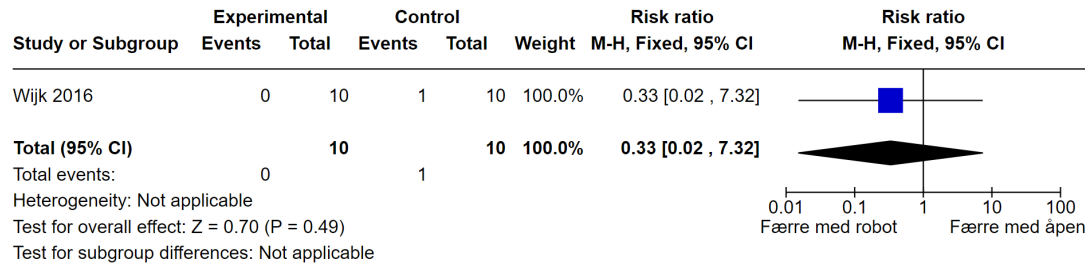 Experimental Control Risk ratio Risk ratio
Study or Subgroup Events Total Events Total Weight M-H, Fixed, 95% CI M-H, Fixed, 95% CI
Wijk 2016 0 10 1 10 100.0% 0.33 [0.02 , 7.32]
Total (95% CI) 10 10 100.0% 0.33 [0.02 , 7.32]
Total events: 0 1
Heterogeneity: Not applicable
Test for overall effect: Z = 0.70 (P = 0.49)
Test for subgroup differences: Not applicable
0.01 0.1 1 10 100
Færre med robot Færre med åpen